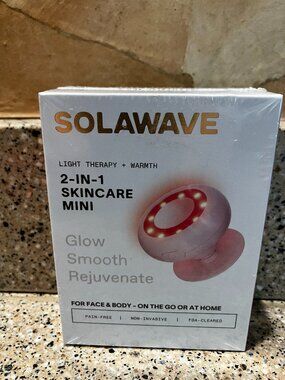 SOLAWAVE
LIGHT THERAPY + WARMTH
2-IN-1
SKINCARE
MINI
Glow
Smooth
Rejuvenate
FOR FACE & BODY – ON THE GO OR AT HOME
PAIN-FREE | NON-INVASIVE | FDA-CLEARED